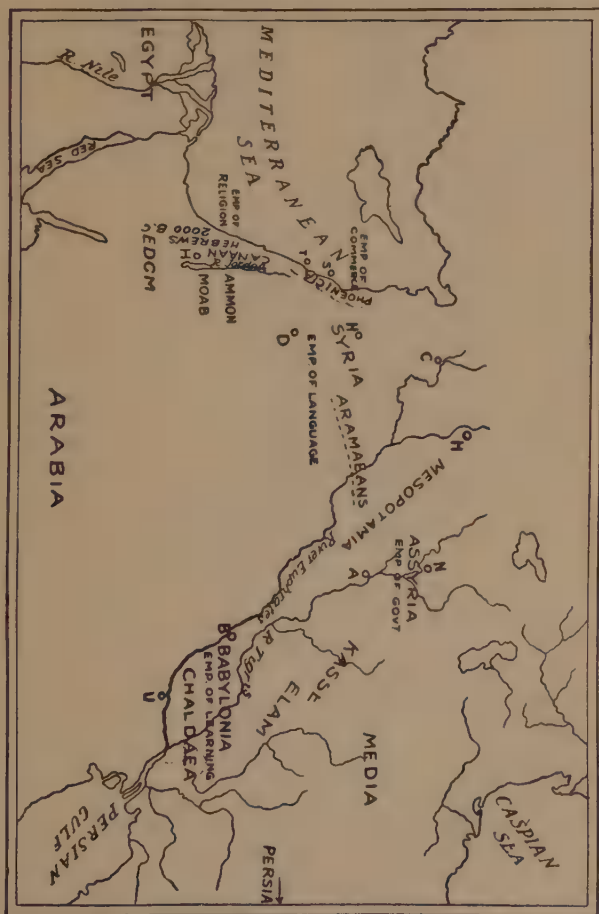 MEDITERRANEAN
SEA
EGYPT
R. Nile
RED SEA
EMP OF
RELIGION
CANAAN
HEBREWS
2000 B.C
H
EDOM
AMMON
MOAB
EMP OF
COMMERCE
PHOENICIA
S
T
H
SYRIA
D
EMP OF LANGUAGE
ARAMAEANS
C
H
MESOPOTAMIA
ARABIA
N
ASSYRIA
EMP OF GOVT
A
River Euphrates
R Tigris
KASSE
ELAM
MEDIA
B BABYLONIA
EMP. OF LEARNING
CHALDAEA
U
PERSIAN
GULF
PERSIA
CASPIAN
SEA